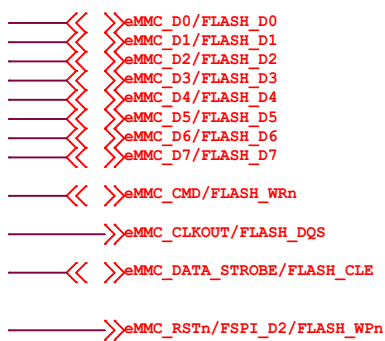 eMMC_D0/FLASH_D0
eMMC_D1/FLASH_D1
eMMC_D2/FLASH_D2
eMMC_D3/FLASH_D3
eMMC_D4/FLASH_D4
eMMC_D5/FLASH_D5
eMMC_D6/FLASH_D6
eMMC_D7/FLASH_D7
eMMC_CMD/FLASH_WRn
eMMC_CLKOUT/FLASH_DQS
eMMC_DATA_STROBE/FLASH_CLE
eMMC_RSTn/FSPI_D2/FLASH_WPn